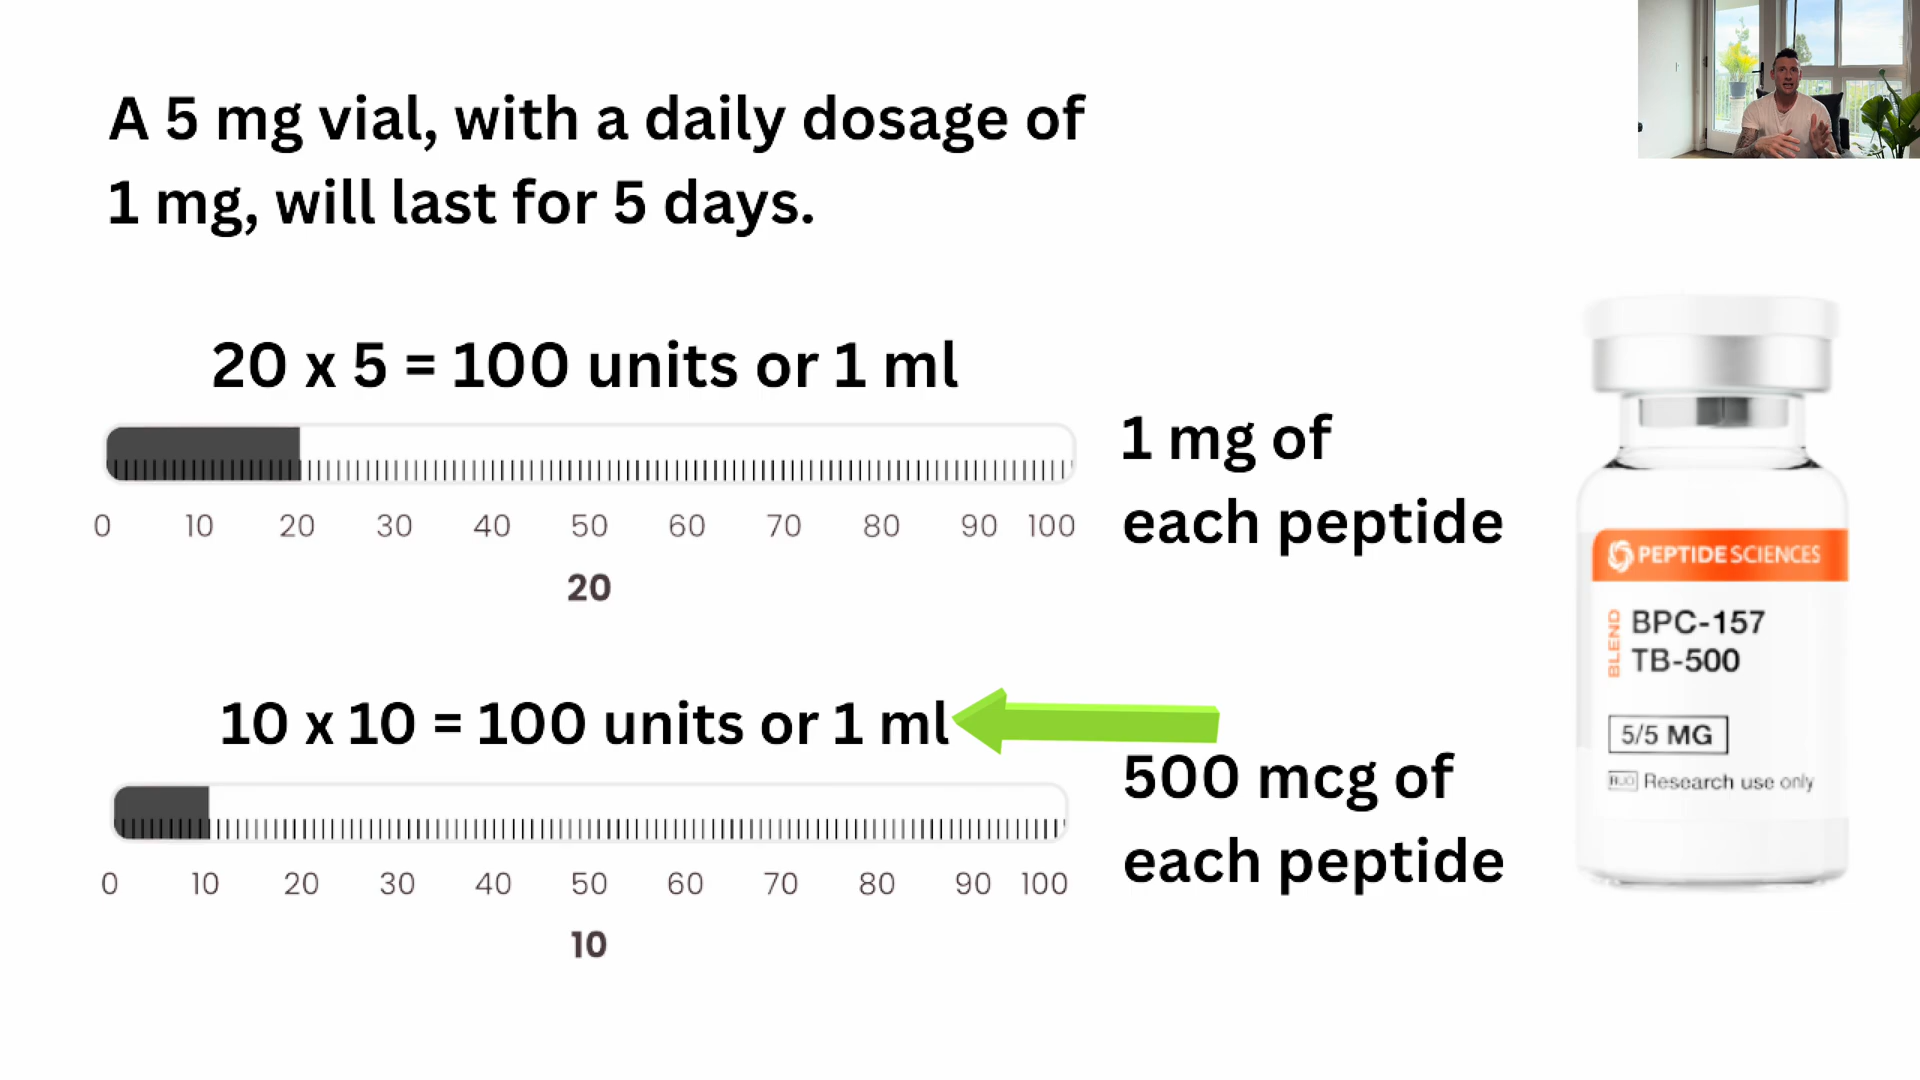 A 5 mg vial, with a daily dosage of
1 mg, will last for 5 days.
20 x 5 = 100 units or 1 ml
0 10 20 30 40 50 60 70 80 90 100
20
1 mg of
each peptide
10 x 10 = 100 units or 1 ml
0 10 20 30 40 50 60 70 80 90 100
10
500 mcg of
each peptide
PEPTIDE SCIENCES
BLEND
BPC-157
TB-500
5/5 MG
RUO Research use only